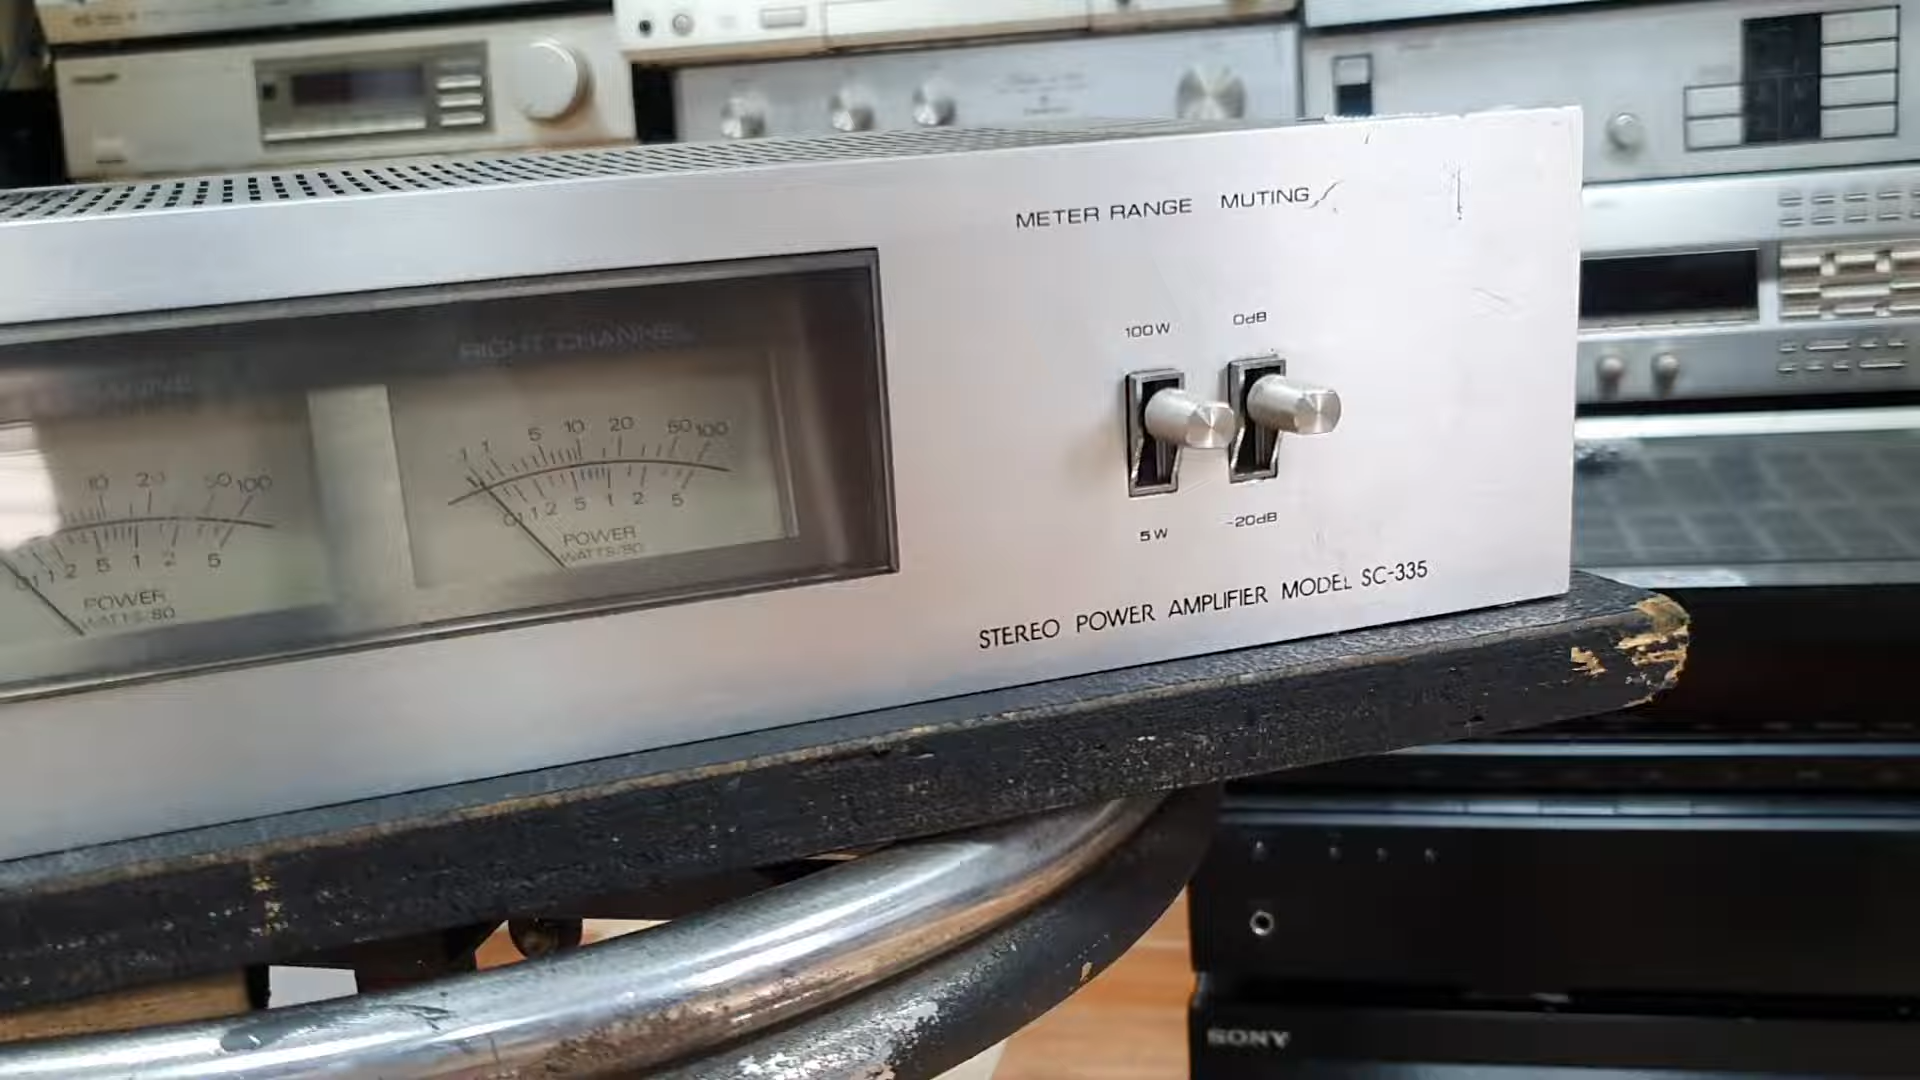 METER RANGE MUTING
100W 0dB
RIGHT CHANNEL
1 1 5 10 20 50 100
10 20 50 100
.01 .1 .2 .5 1 2 5
.1 .2 .5 1 2 5
POWER
WATTS/8Ω
POWER
WATTS/8Ω
5W -20dB
STEREO POWER AMPLIFIER MODEL SC-335
SONY